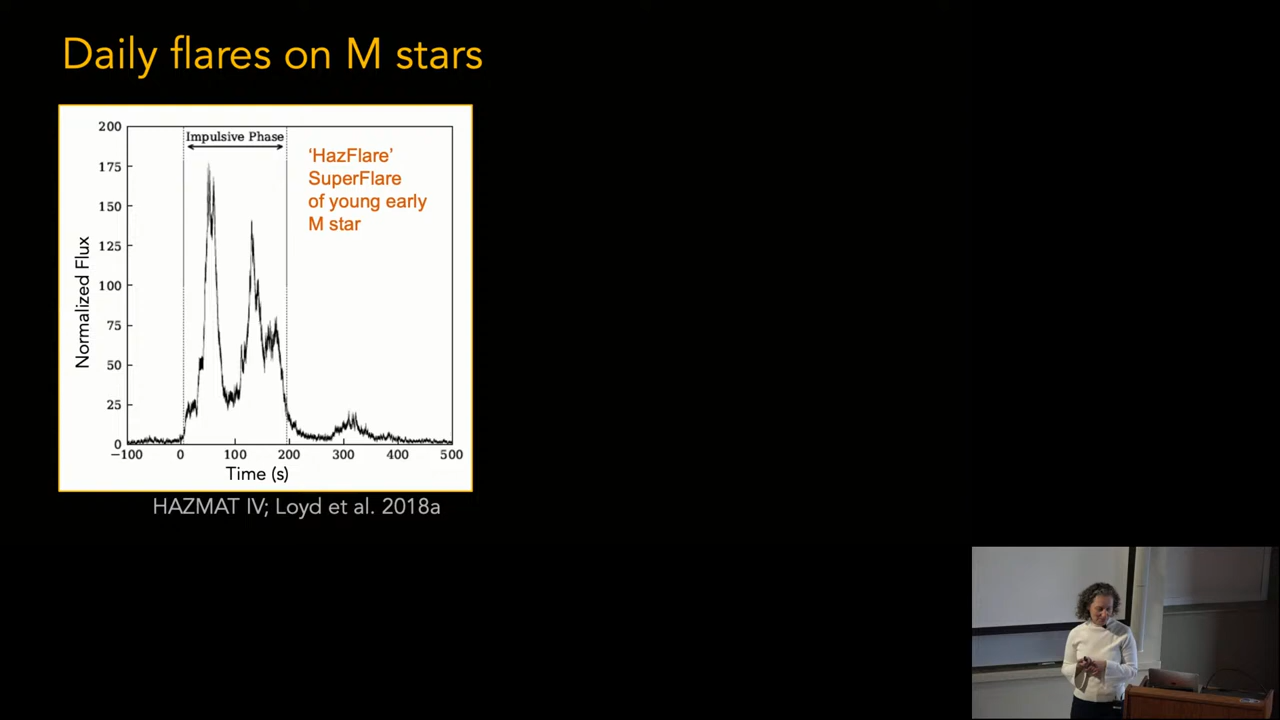 Daily flares on M stars
200
175
150
125
100
75
50
25
0
Normalized Flux
Impulsive Phase
‘HazFlare’
SuperFlare
of young early
M star
−100 0 100 200 300 400 500
Time (s)
HAZMAT IV; Loyd et al. 2018a